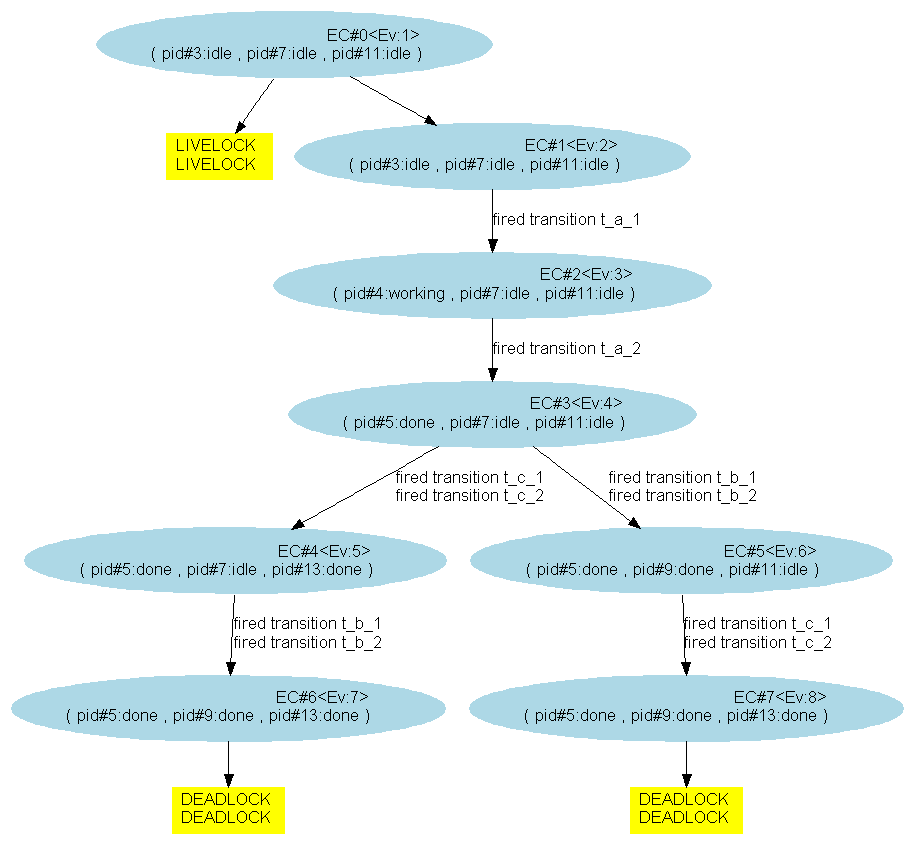 EC#0<Ev:1>
( pid#3:idle , pid#7:idle , pid#11:idle )
LIVELOCK
LIVELOCK
EC#1<Ev:2>
( pid#3:idle , pid#7:idle , pid#11:idle )
fired transition t_a_1
EC#2<Ev:3>
( pid#4:working , pid#7:idle , pid#11:idle )
fired transition t_a_2
EC#3<Ev:4>
( pid#5:done , pid#7:idle , pid#11:idle )
fired transition t_c_1
fired transition t_c_2
fired transition t_b_1
fired transition t_b_2
EC#4<Ev:5>
( pid#5:done , pid#7:idle , pid#13:done )
EC#5<Ev:6>
( pid#5:done , pid#9:done , pid#11:idle )
fired transition t_b_1
fired transition t_b_2
fired transition t_c_1
fired transition t_c_2
EC#6<Ev:7>
( pid#5:done , pid#9:done , pid#13:done )
EC#7<Ev:8>
( pid#5:done , pid#9:done , pid#13:done )
DEADLOCK
DEADLOCK
DEADLOCK
DEADLOCK